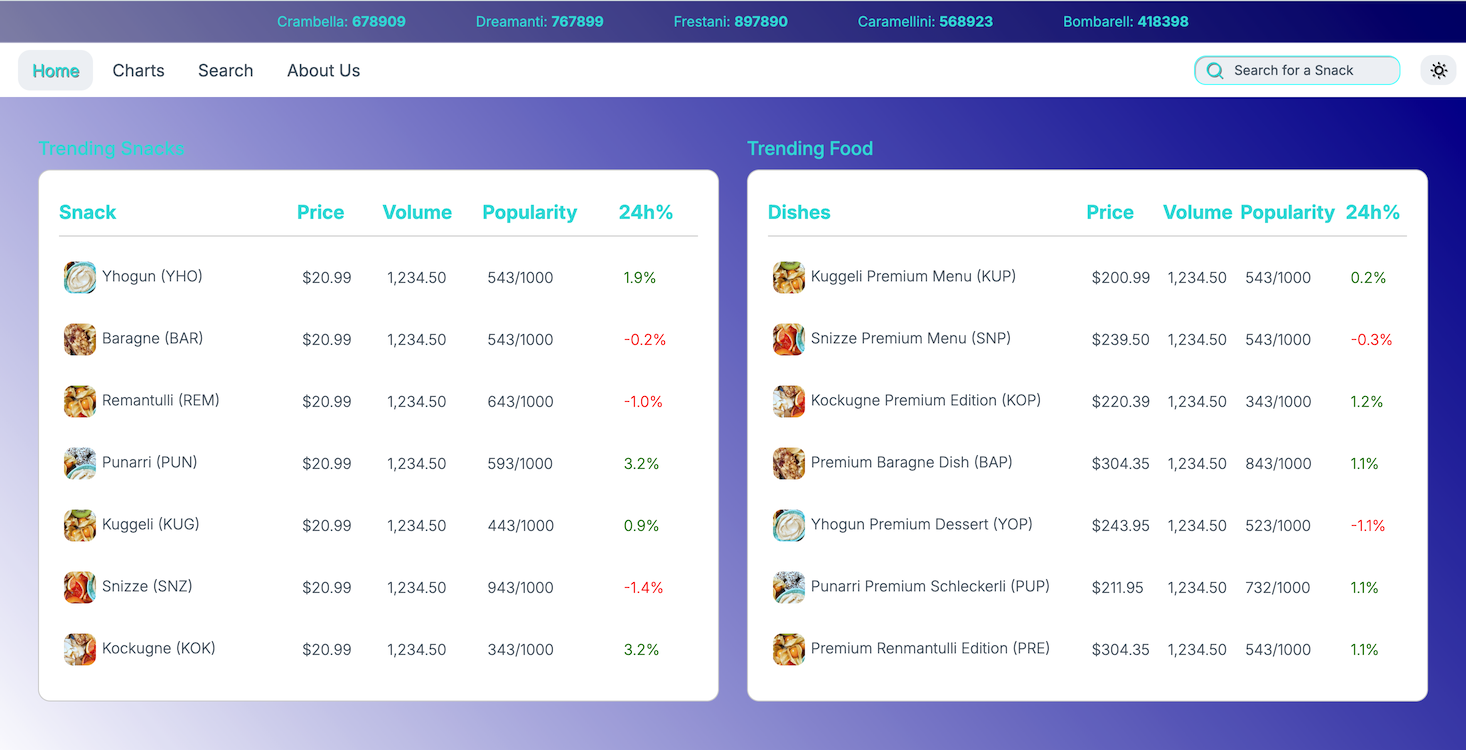 Crambella: 678909 Dreamanti: 767899 Frestani: 897890 Caramellini: 568923 Bombarell: 418398
Home Charts Search About Us Search for a Snack
Trending Snacks
Snack Price Volume Popularity 24h%
Yhogun (YHO) $20.99 1,234.50 543/1000 1.9%
Baragne (BAR) $20.99 1,234.50 543/1000 -0.2%
Remantulli (REM) $20.99 1,234.50 643/1000 -1.0%
Punarri (PUN) $20.99 1,234.50 593/1000 3.2%
Kuggeli (KUG) $20.99 1,234.50 443/1000 0.9%
Snizze (SNZ) $20.99 1,234.50 943/1000 -1.4%
Kockugne (KOK) $20.99 1,234.50 343/1000 3.2%
Trending Food
Dishes Price Volume Popularity 24h%
Kuggeli Premium Menu (KUP) $200.99 1,234.50 543/1000 0.2%
Snizze Premium Menu (SNP) $239.50 1,234.50 543/1000 -0.3%
Kockugne Premium Edition (KOP) $220.39 1,234.50 343/1000 1.2%
Premium Baragne Dish (BAP) $304.35 1,234.50 843/1000 1.1%
Yhogun Premium Dessert (YOP) $243.95 1,234.50 523/1000 -1.1%
Punarri Premium Schleckerli (PUP) $211.95 1,234.50 732/1000 1.1%
Premium Renmantulli Edition (PRE) $304.35 1,234.50 543/1000 1.1%